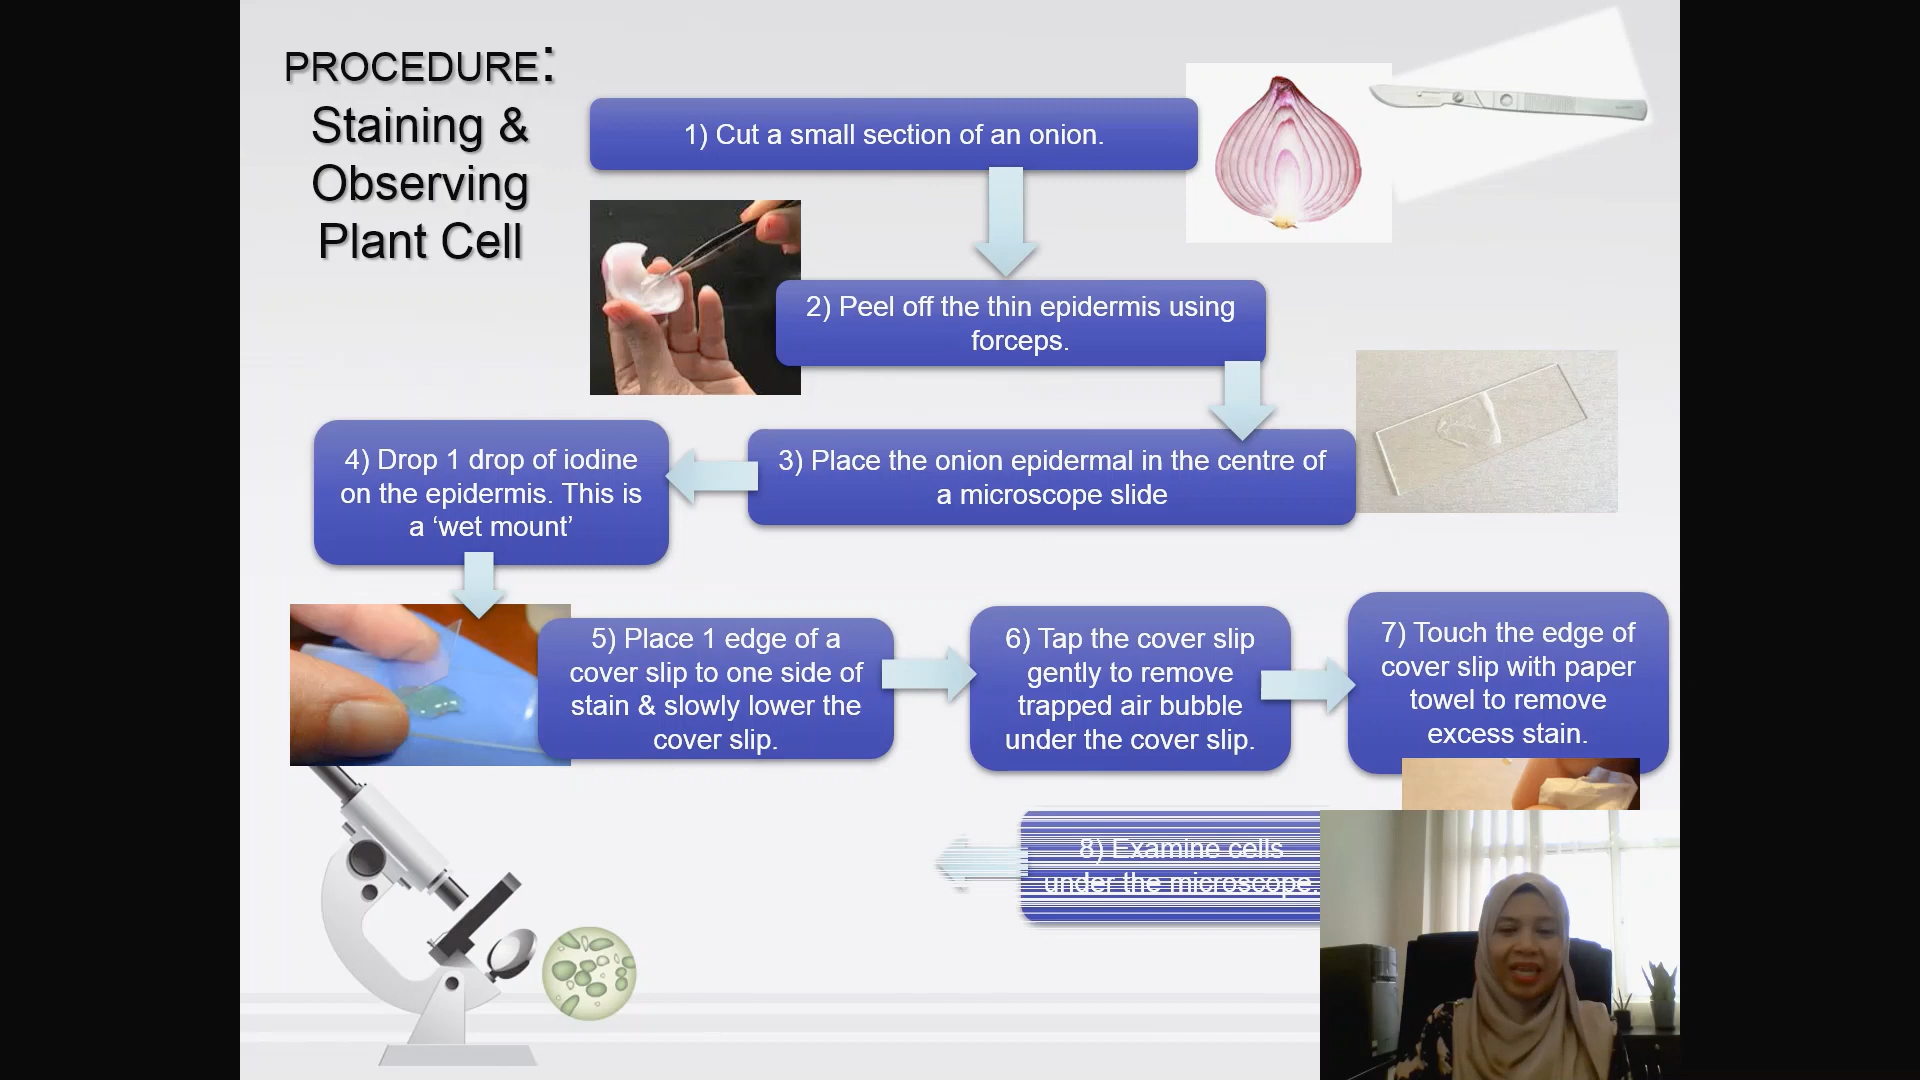 PROCEDURE:
Staining &
Observing
Plant Cell
1) Cut a small section of an onion.
2) Peel off the thin epidermis using
forceps.
3) Place the onion epidermal in the centre of
a microscope slide
4) Drop 1 drop of iodine
on the epidermis. This is
a ‘wet mount’
5) Place 1 edge of a
cover slip to one side of
stain & slowly lower the
cover slip.
6) Tap the cover slip
gently to remove
trapped air bubble
under the cover slip.
7) Touch the edge of
cover slip with paper
towel to remove
excess stain.
8) Examine cells
under the microscope.